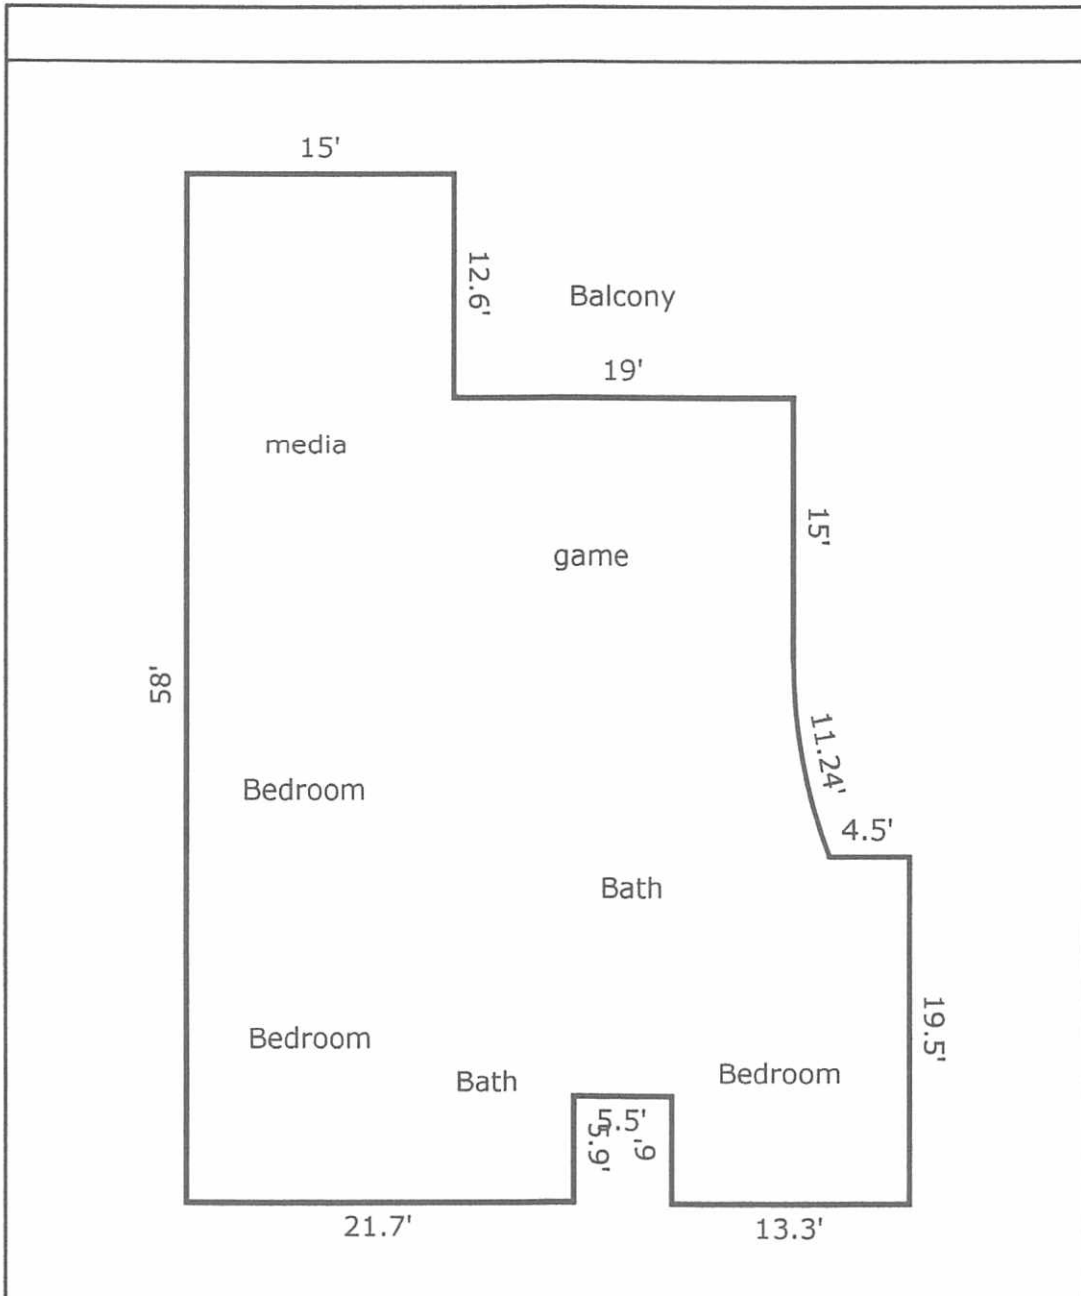 15'
12.6'
Balcony
19'
media
15'
game
58'
11.24'
Bedroom
4.5'
Bath
19.5'
Bedroom
Bath
Bedroom
5.5'
5.9'
6'
21.7'
13.3'